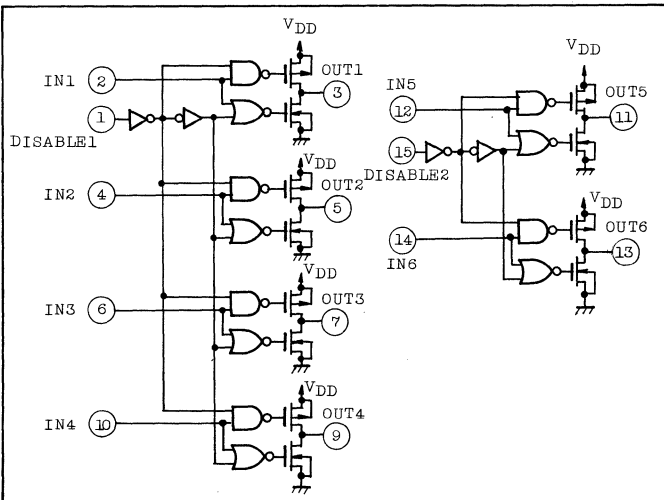 VDD
IN1 2 OUT1
3
1
DISABLE1
VDD
IN2 4 OUT2
5
VDD
IN3 6 OUT3
7
VDD
IN4 10 OUT4
9
VDD
IN5 OUT5
12 11
15
DISABLE2
VDD
14 OUT6
IN6 13